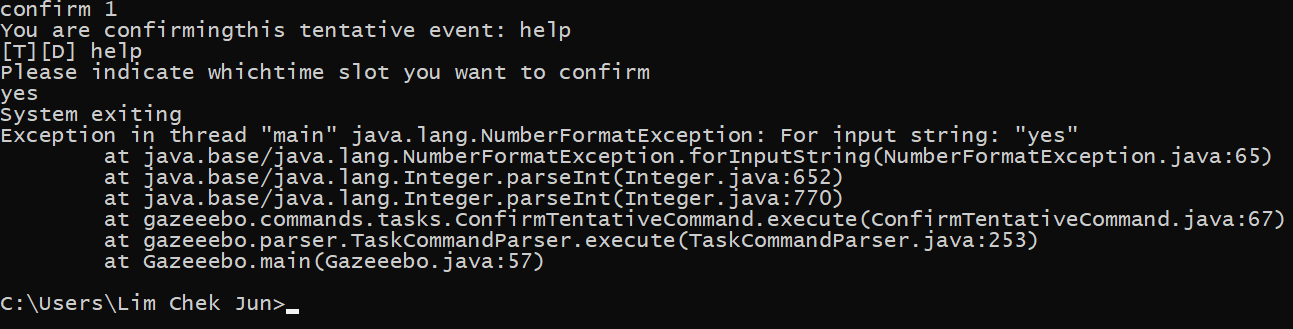 confirm 1
You are confirmingthis tentative event: help
[T][D] help
Please indicate whichtime slot you want to confirm
yes
System exiting
Exception in thread "main" java.lang.NumberFormatException: For input string: "yes"
        at java.base/java.lang.NumberFormatException.forInputString(NumberFormatException.java:65)
        at java.base/java.lang.Integer.parseInt(Integer.java:652)
        at java.base/java.lang.Integer.parseInt(Integer.java:770)
        at gazeeebo.commands.tasks.ConfirmTentativeCommand.execute(ConfirmTentativeCommand.java:67)
        at gazeeebo.parser.TaskCommandParser.execute(TaskCommandParser.java:253)
        at Gazeeebo.main(Gazeeebo.java:57)
C:\Users\Lim Chek Jun>